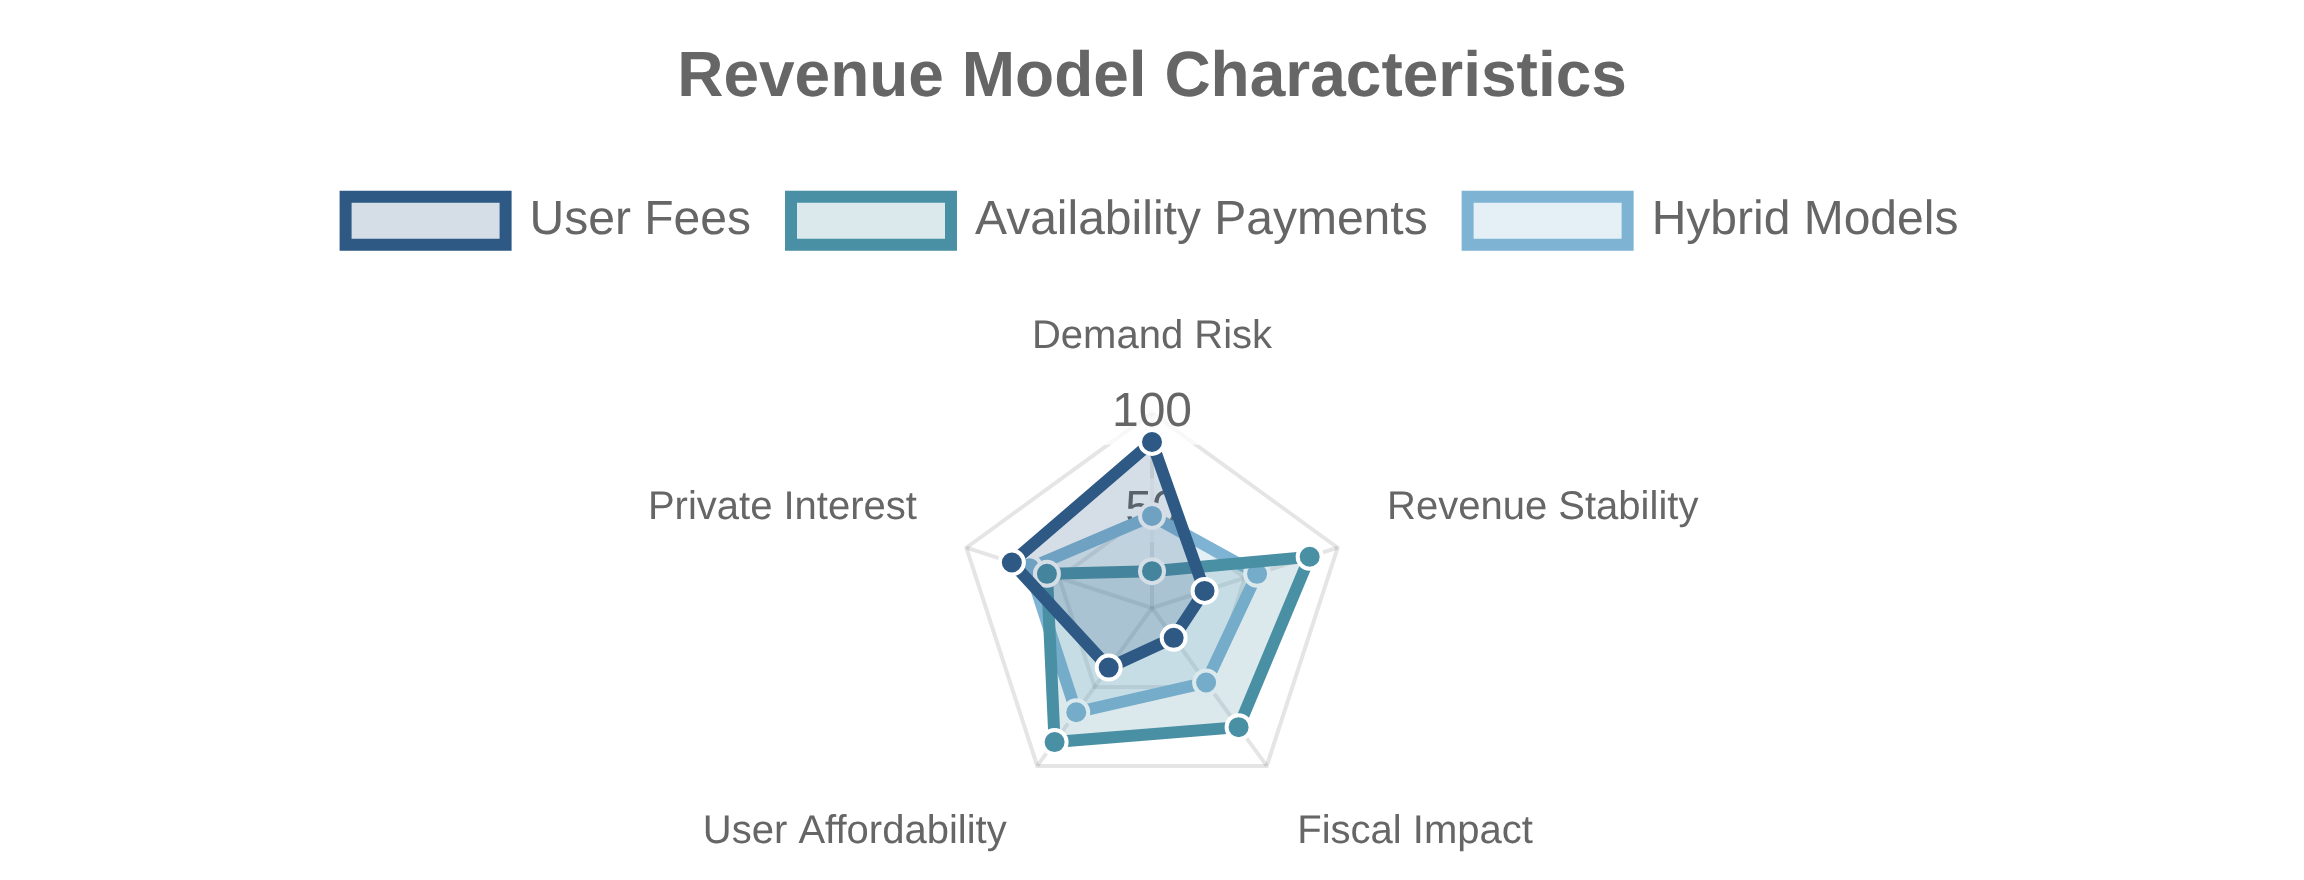 Revenue Model Characteristics
User Fees Availability Payments Hybrid Models
Demand Risk
100
Private Interest 50 Revenue Stability
User Affordability Fiscal Impact